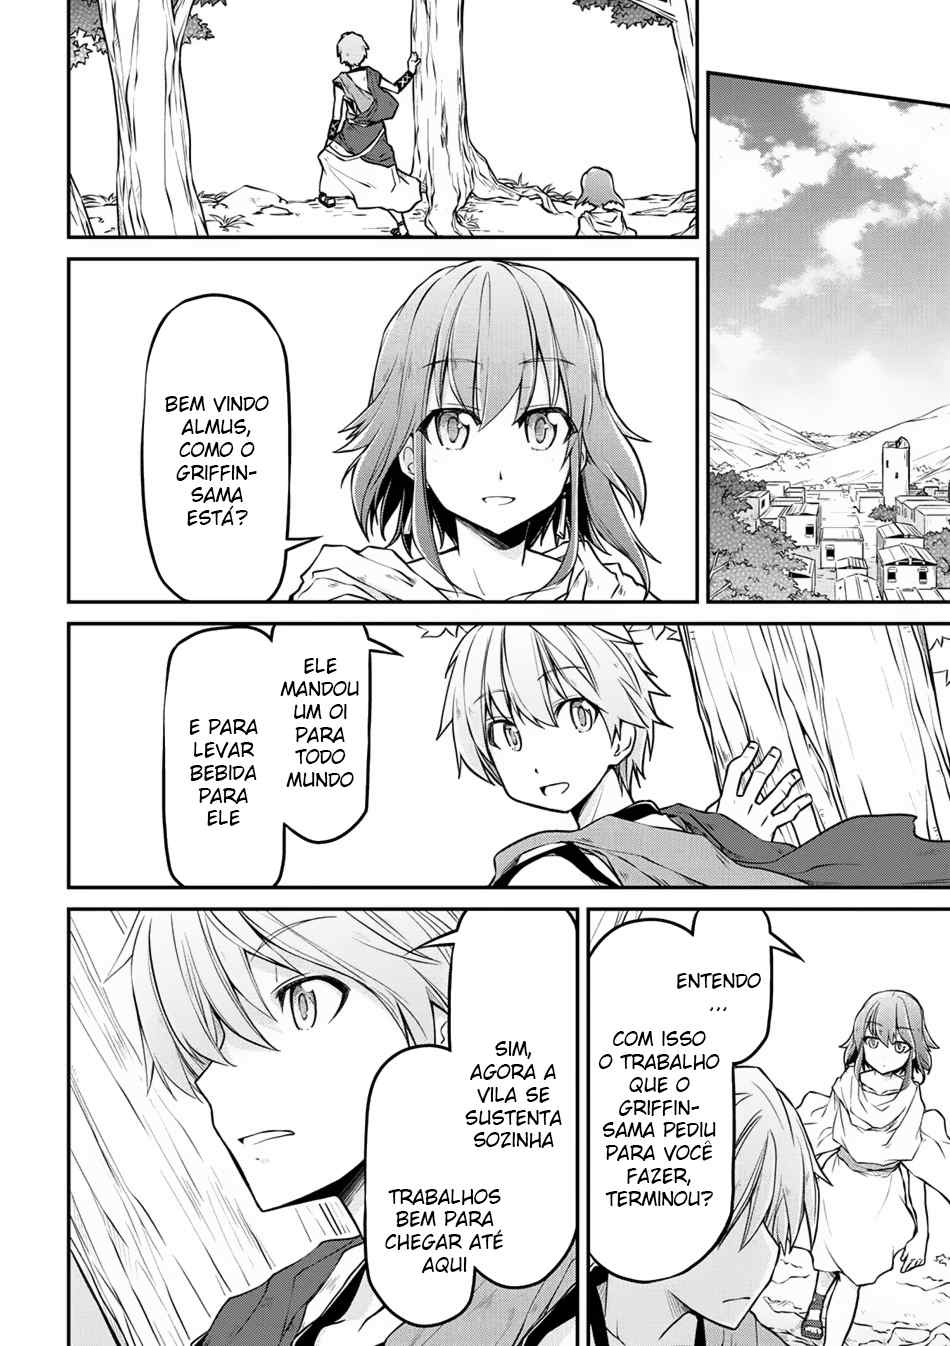 BEM VINDO
ALMUS,
COMO O
GRIFFIN-
SAMA
ESTÁ?
ELE
MANDOU
UM OI
PARA
TODO
MUNDO
E PARA
LEVAR
BEBIDA
PARA
ELE
ENTENDO
...
COM ISSO
O TRABALHO
QUE O
GRIFFIN-
SAMA PEDIU
PARA VOCÊ
FAZER,
TERMINOU?
SIM,
AGORA A
VILA SE
SUSTENTA
SOZINHA
TRABALHOS
BEM PARA
CHEGAR ATÉ
AQUI